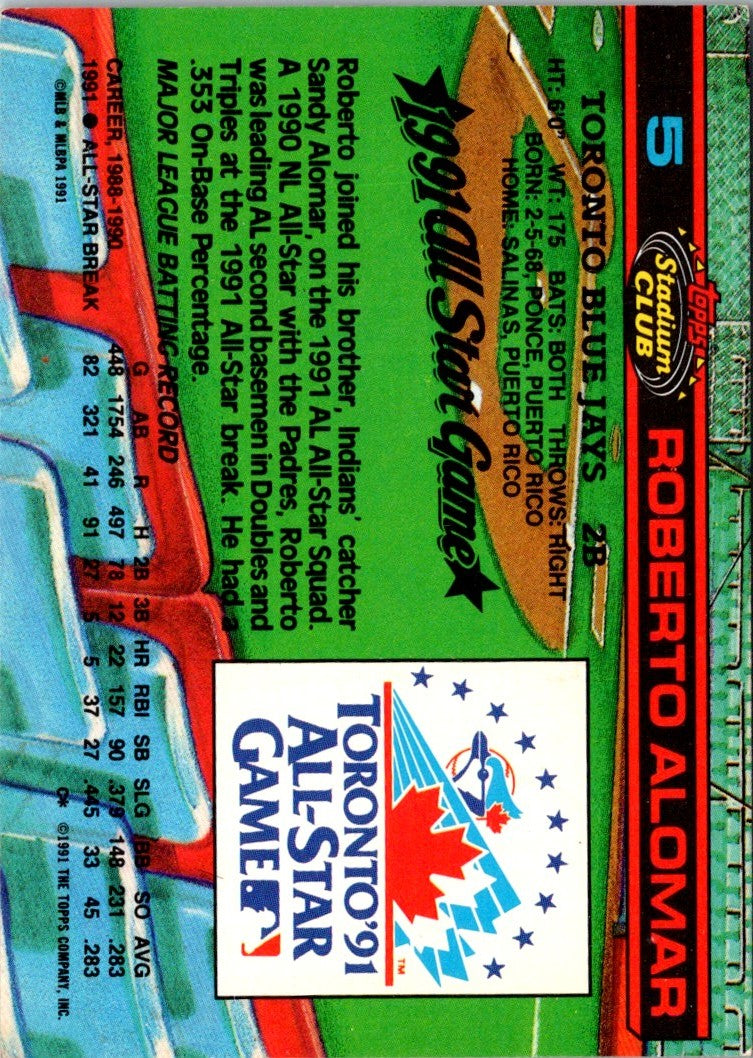 5 Topps Stadium CLUB ROBERTO ALOMAR
TORONTO BLUE JAYS 2B
HT: 6'0" WT: 175 BATS: BOTH THROWS: RIGHT
BORN: 2-5-68, PONCE, PUERTO RICO
HOME: SALINAS, PUERTO RICO
1991 All Star Game
Roberto joined his brother, Indians' catcher
Sandy Alomar, on the 1991 AL All-Star Squad.
A 1990 NL All-Star with the Padres, Roberto
was leading AL second basemen in Doubles and
Triples at the 1991 All-Star break. He had a
.353 On-Base Percentage.
TORONTO '91
ALL-STAR
GAME
TM
MAJOR LEAGUE BATTING RECORD
G AB R H 2B 3B HR RBI SB SLG BB SO AVG
CAREER, 1988-1990 448 1754 246 497 78 12 22 157 90 .379 148 231 .283
1991 ● ALL-STAR BREAK 82 321 41 91 27 5 5 37 27 .445 33 45 .283
©MLB & MLBPA 1991 C* ©1991 THE TOPPS COMPANY, INC.